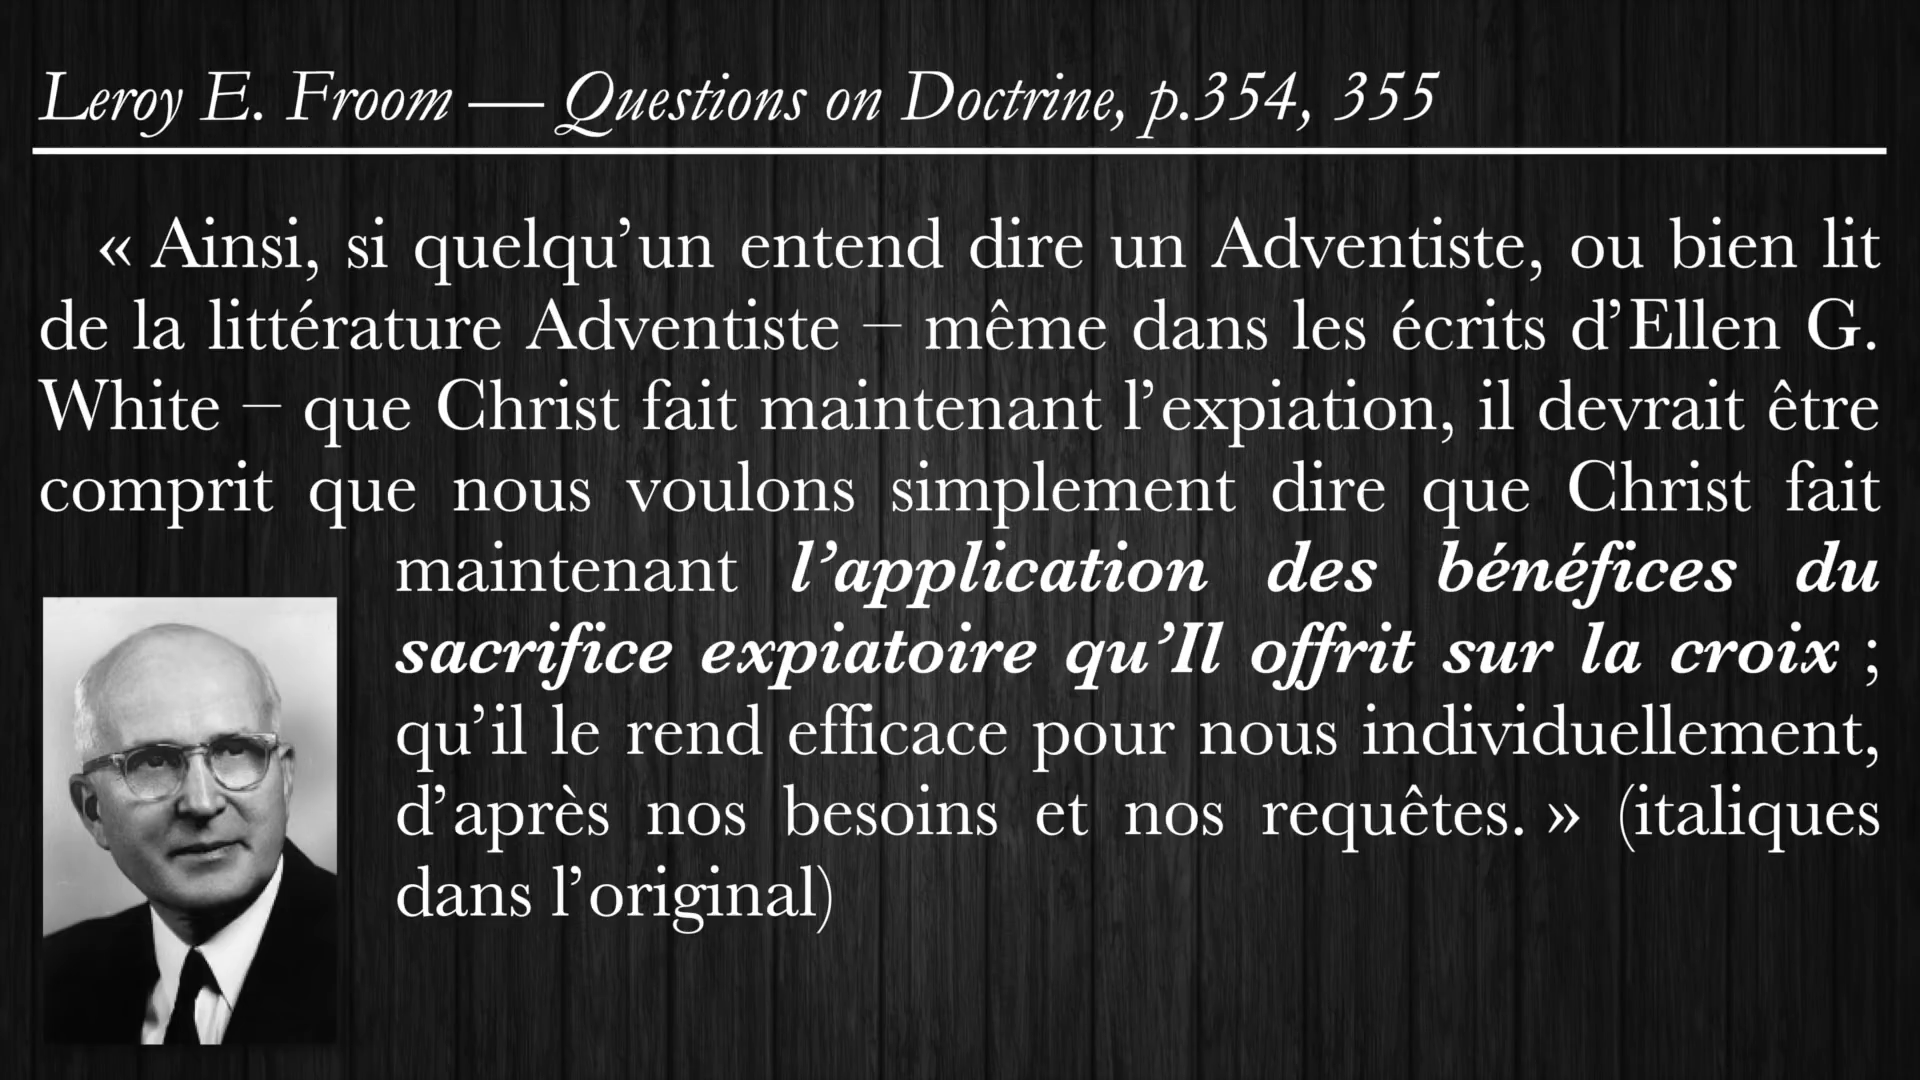 Leroy E. Froom — Questions on Doctrine, p.354, 355
« Ainsi, si quelqu’un entend dire un Adventiste, ou bien lit
de la littérature Adventiste – même dans les écrits d’Ellen G.
White – que Christ fait maintenant l’expiation, il devrait être
comprit que nous voulons simplement dire que Christ fait
maintenant l’application des bénéfices du
sacrifice expiatoire qu’Il offrit sur la croix ;
qu’il le rend efficace pour nous individuellement,
d’après nos besoins et nos requêtes. » (italiques
dans l’original)